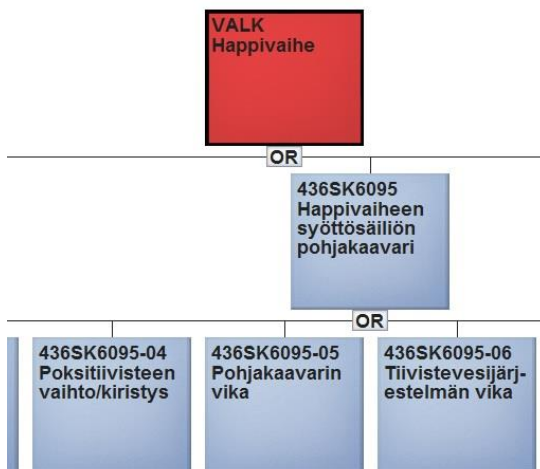 VALK
Happivaihe
OR
436SK6095
Happivaiheen
syöttösäiliön
pohjakaavari
OR
436SK6095-04
Poksitiivisteen
vaihto/kiristys
436SK6095-05
Pohjakaavarin
vika
436SK6095-06
Tiivistevesijärj-
estelmän vika